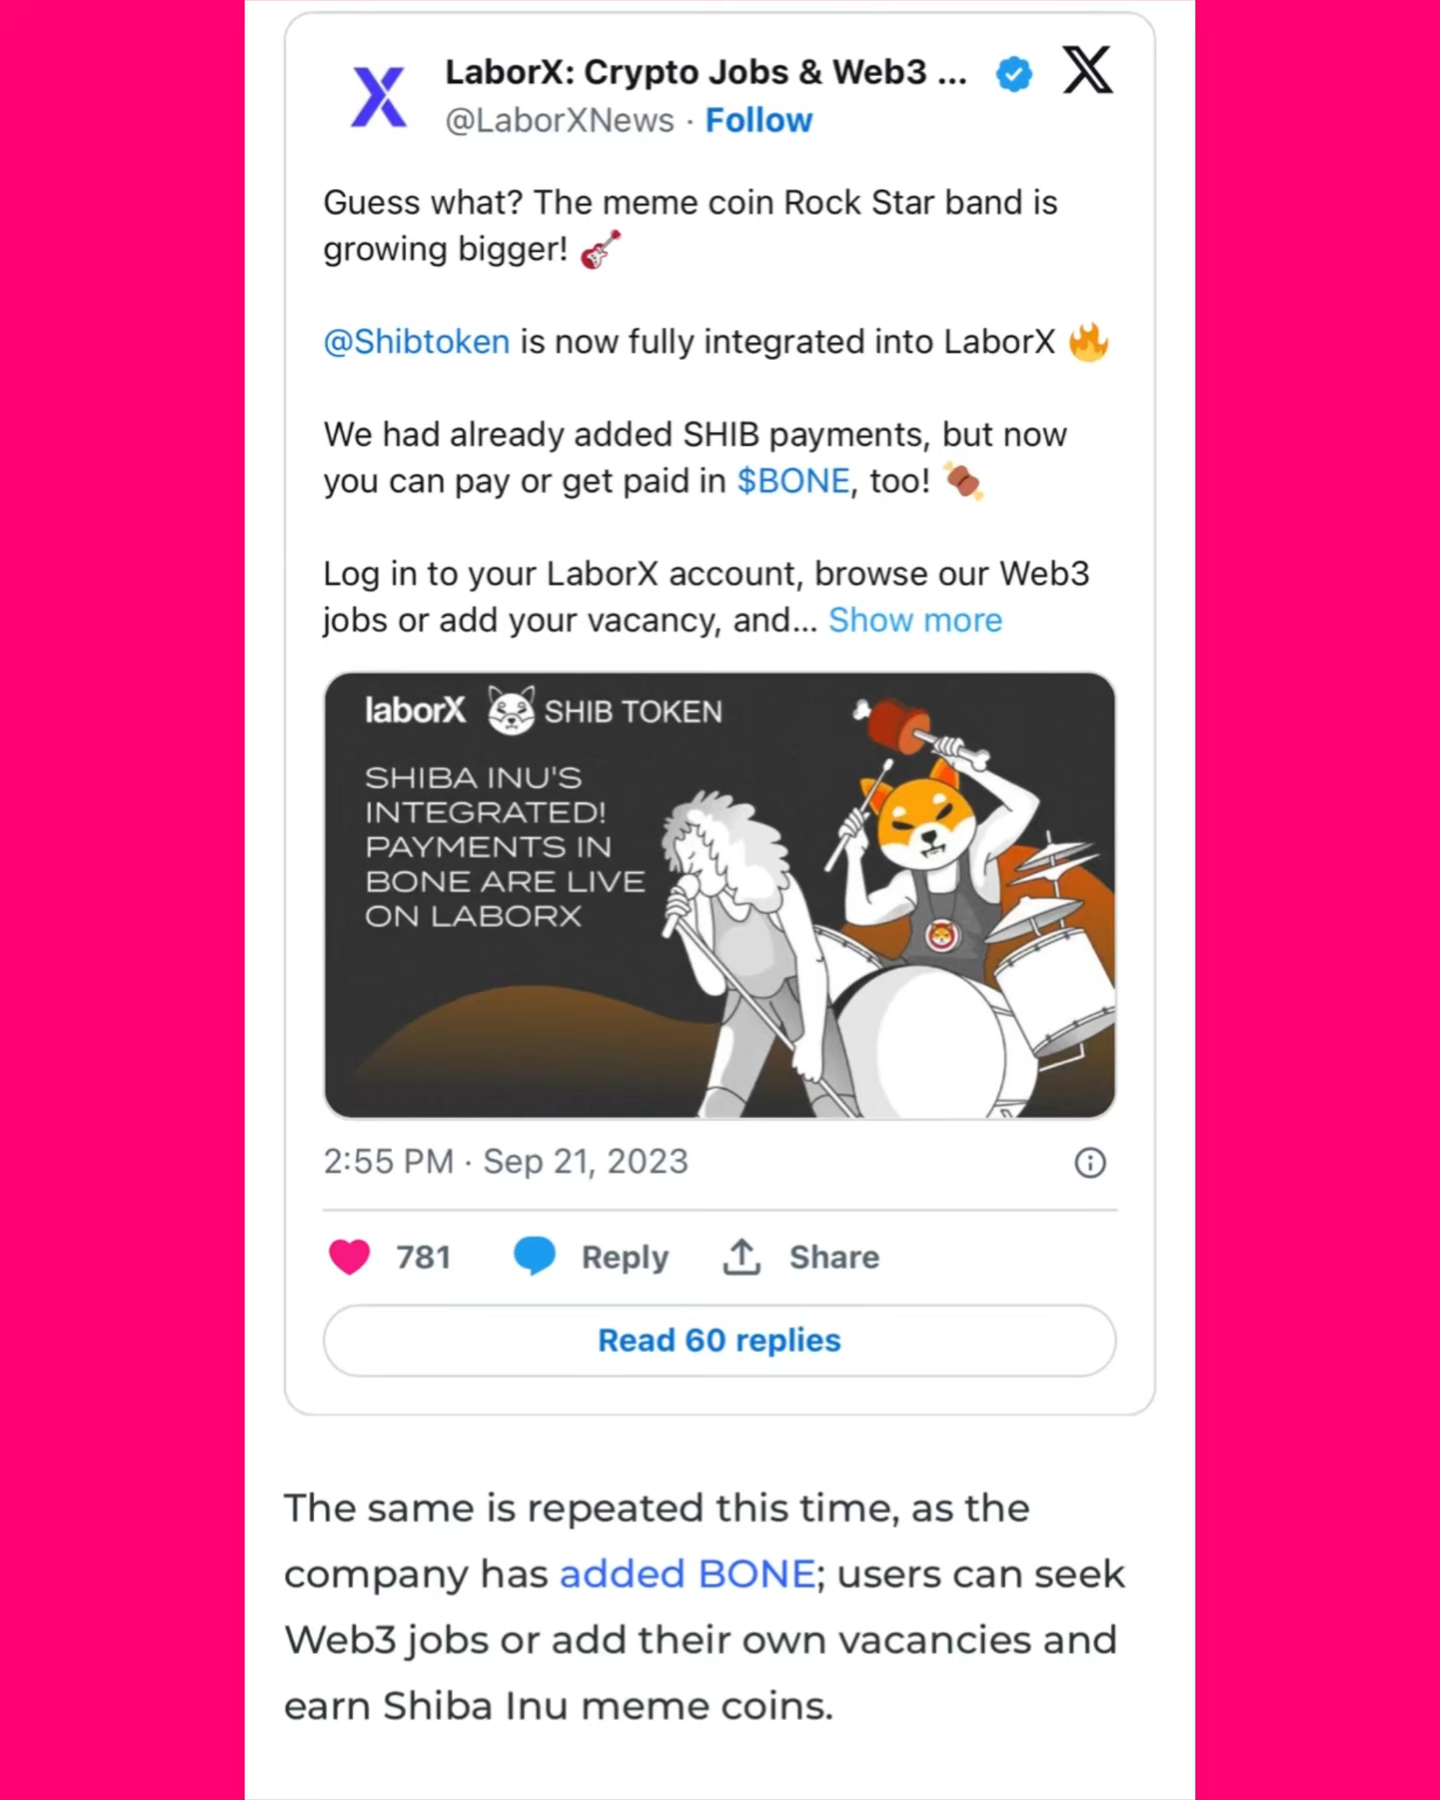 LaborX: Crypto Jobs & Web3 ...
@LaborXNews · Follow
Guess what? The meme coin Rock Star band is
growing bigger! 🎸
@Shibtoken is now fully integrated into LaborX 🔥
We had already added SHIB payments, but now
you can pay or get paid in $BONE, too! 🍖
Log in to your LaborX account, browse our Web3
jobs or add your vacancy, and... Show more
laborX SHIB TOKEN
SHIBA INU'S
INTEGRATED!
PAYMENTS IN
BONE ARE LIVE
ON LABORX
2:55 PM · Sep 21, 2023
781 Reply Share
Read 60 replies
The same is repeated this time, as the
company has added BONE; users can seek
Web3 jobs or add their own vacancies and
earn Shiba Inu meme coins.